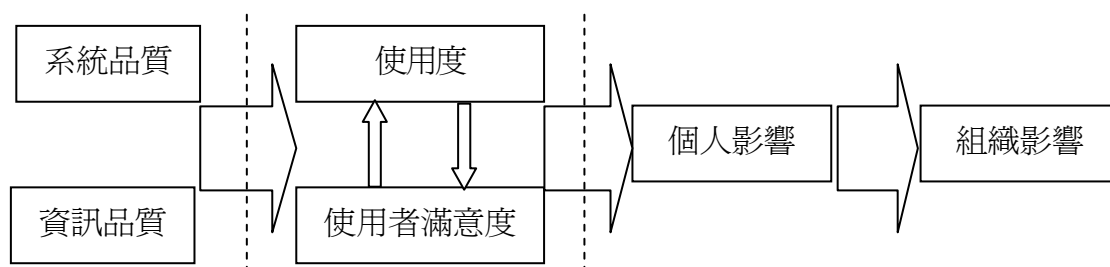 系統品質
使用度
個人影響
組織影響
資訊品質
使用者滿意度